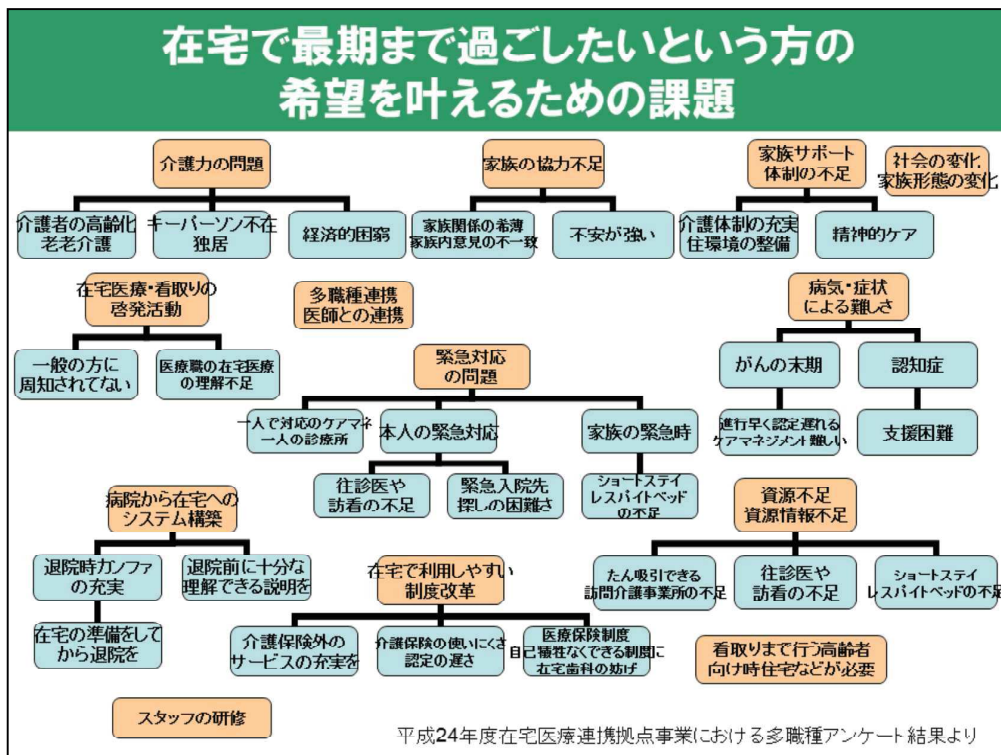 在宅で最期まで過ごしたいという方の
希望を叶えるための課題
介護力の問題
介護者の高齢化
老老介護
キーパーソン不在
独居
経済的困窮
家族の協力不足
家族関係の希薄
家族内意見の不一致
不安が強い
家族サポート
体制の不足
介護体制の充実
住環境の整備
精神的ケア
社会の変化
家族形態の変化
在宅医療・看取りの
啓発活動
一般の方に
周知されてない
医療職の在宅医療
の理解不足
多職種連携
医師との連携
緊急対応
の問題
一人で対応のケアマネ
一人の診療所
本人の緊急対応
往診医や
訪看の不足
緊急入院先
探しの困難さ
家族の緊急時
ショートステイ
レスパイトベッド
の不足
病気・症状
による難しさ
がんの末期
進行早く認定遅れる
ケアマネジメント難しい
認知症
支援困難
病院から在宅への
システム構築
退院時カンファ
の充実
在宅の準備をして
から退院を
退院前に十分な
理解できる説明を
在宅で利用しやすい
制度改革
介護保険外の
サービスの充実を
介護保険の使いにくさ
認定の遅さ
医療保険制度
自己犠牲なくできる制度に
在宅歯科の妨げ
資源不足
資源情報不足
たん吸引できる
訪問介護事業所の不足
往診医や
訪看の不足
ショートステイ
レスパイトベッドの不足
看取りまで行う高齢者
向け時住宅などが必要
スタッフの研修
平成24年度在宅医療連携拠点事業における多職種アンケート結果より